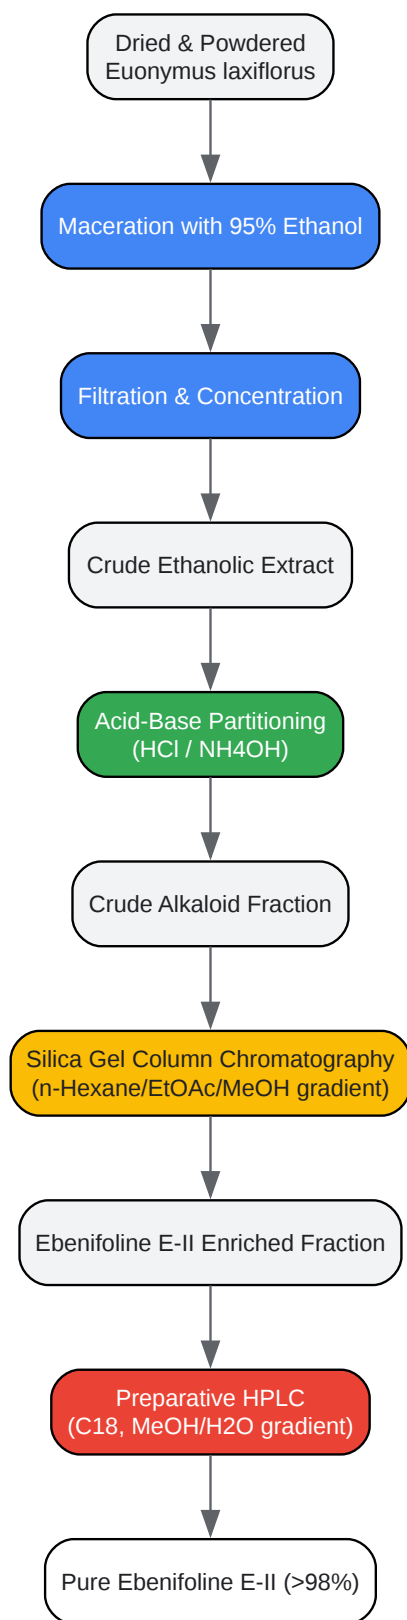 Dried & Powdered
Euonymus laxiflorus
Maceration with 95% Ethanol
Filtration & Concentration
Crude Ethanolic Extract
Acid-Base Partitioning
(HCl / NH4OH)
Crude Alkaloid Fraction
Silica Gel Column Chromatography
(n-Hexane/EtOAc/MeOH gradient)
Ebenifoline E-II Enriched Fraction
Preparative HPLC
(C18, MeOH/H2O gradient)
Pure Ebenifoline E-II (>98%)